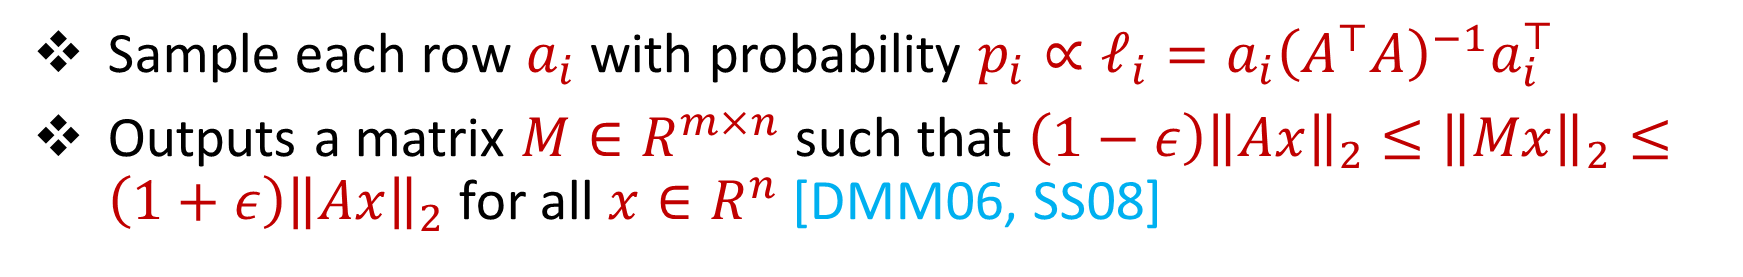 ❖ Sample each row aᵢ with probability pᵢ ∝ ℓᵢ = aᵢ(A⊤A)⁻¹aᵢ⊤
❖ Outputs a matrix M ∈ Rᵐˣⁿ such that (1 − ϵ)‖Ax‖₂ ≤ ‖Mx‖₂ ≤
(1 + ϵ)‖Ax‖₂ for all x ∈ Rⁿ [DMM06, SS08]